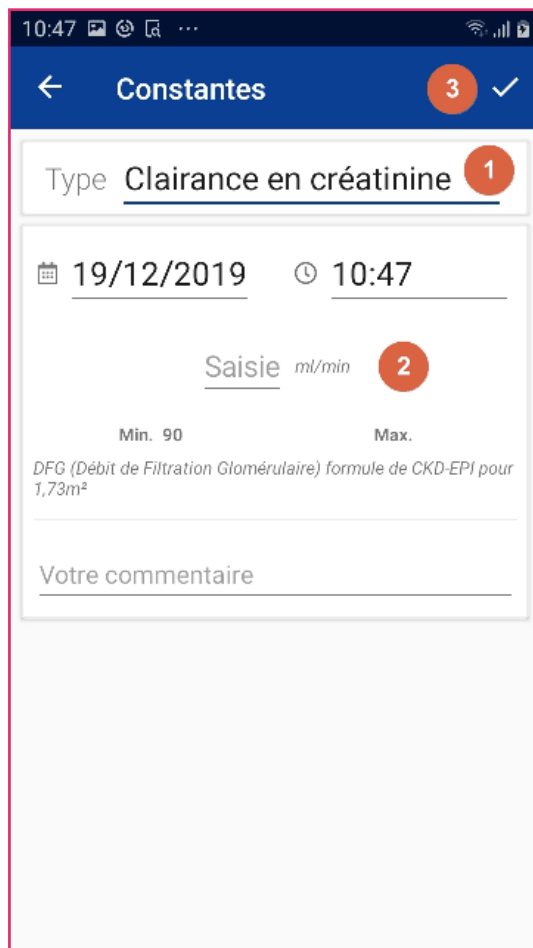 10:47 ...
Constantes 3
Type Clairance en créatinine 1
19/12/2019 10:47
Saisie ml/min 2
Min. 90 Max.
DFG (Débit de Filtration Glomérulaire) formule de CKD-EPI pour
1,73m²
Votre commentaire